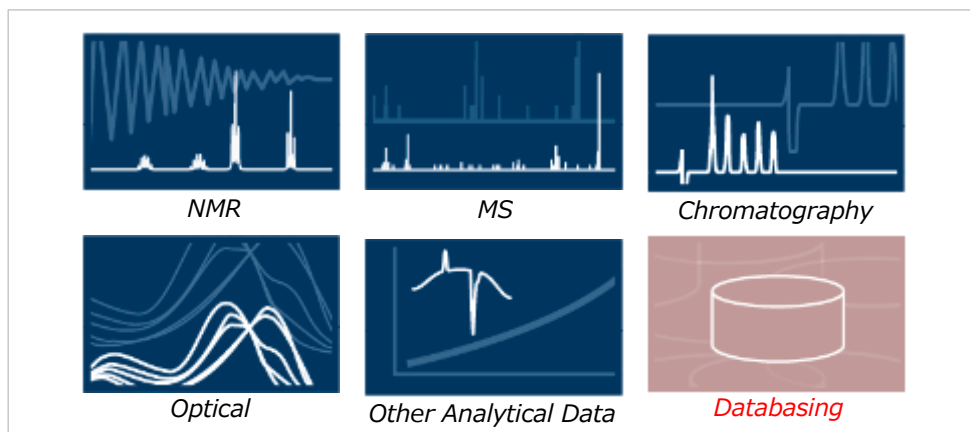 NMR
MS
Chromatography
Optical
Other Analytical Data
Databasing